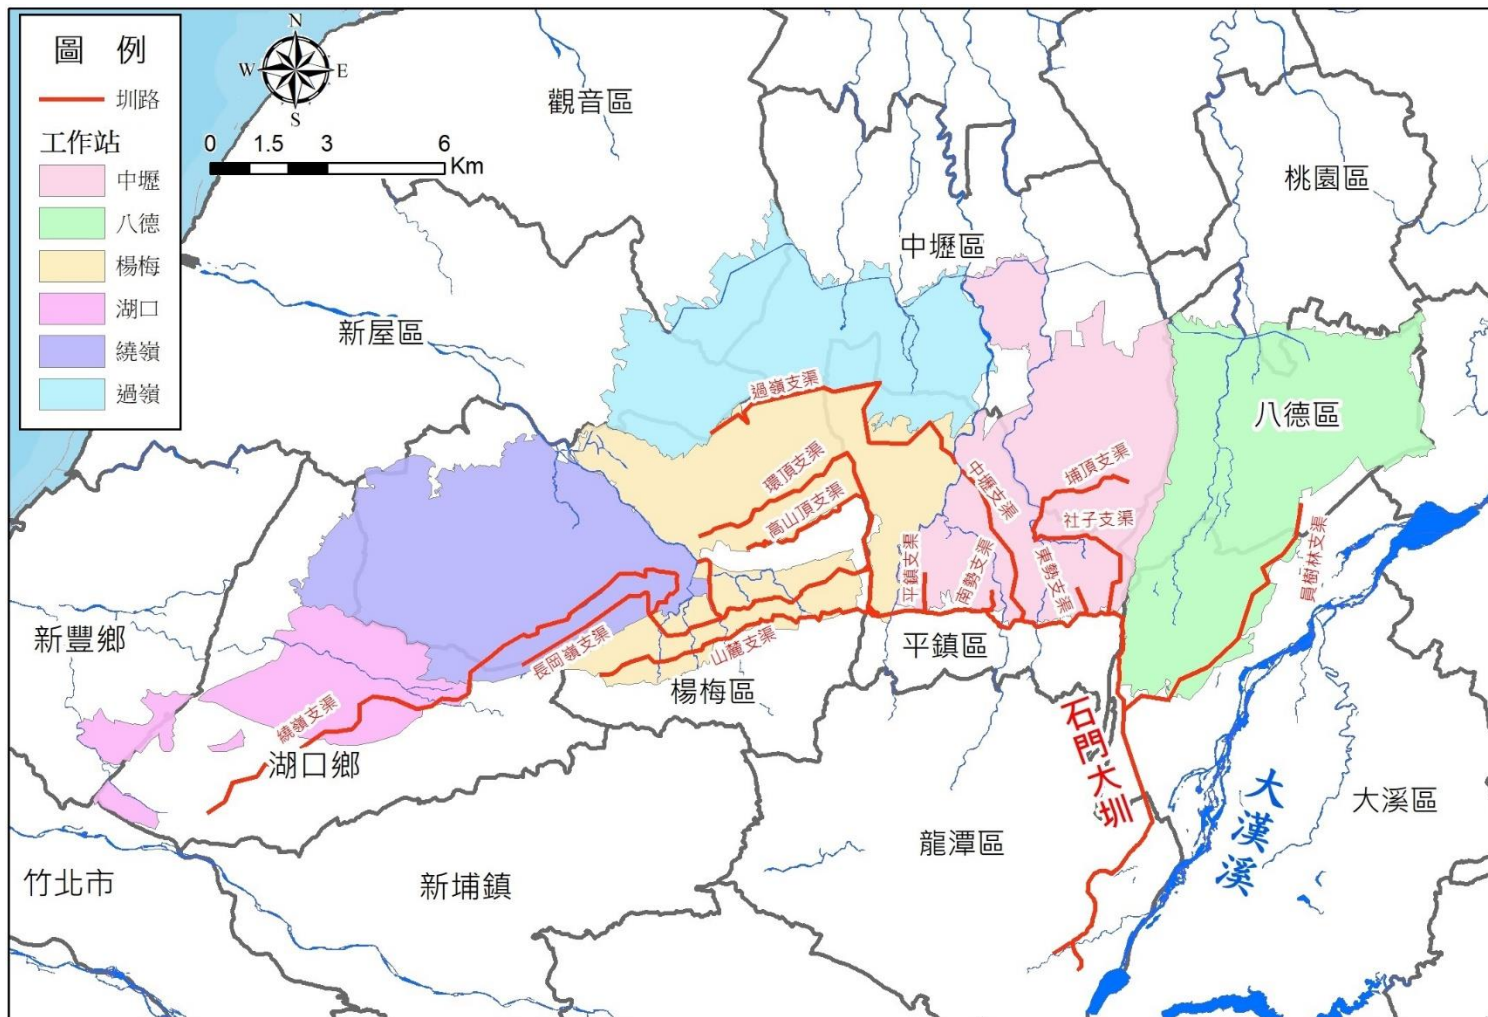 圖 例
圳路
工作站
中壢
八德
楊梅
湖口
繞嶺
過嶺
N
W E
S
0 1.5 3 6
Km
觀音區
桃園區
中壢區
新屋區
八德區
過嶺支渠
環頂支渠
高山頂支渠
中壢支渠
埔頂支渠
社子支渠
平鎮支渠
南勢支渠
東勢支渠
員樹林支渠
新豐鄉
長岡嶺支渠
山麓支渠
平鎮區
楊梅區
繞嶺支渠
湖口鄉
石門大圳
大漢溪
大溪區
龍潭區
竹北市
新埔鎮